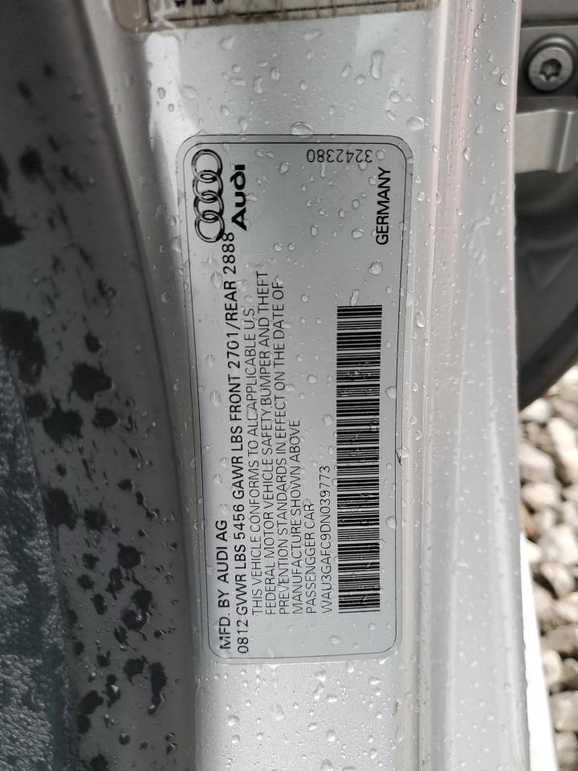 MFD. BY AUDI AG
Audi
0812 GVWR LBS 5456 GAWR LBS FRONT 2701/REAR 2888
THIS VEHICLE CONFORMS TO ALL APPLICABLE U.S.
FEDERAL MOTOR VEHICLE SAFETY BUMPER AND THEFT
PREVENTION STANDARDS IN EFFECT ON THE DATE OF
MANUFACTURE SHOWN ABOVE
PASSENGGER CAR
WAU3GAFC9DN039773
3242380
GERMANY